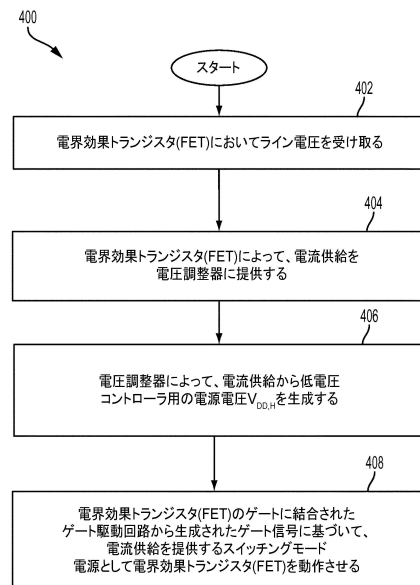 400
スタート
402
電界効果トランジスタ(FET)においてライン電圧を受け取る
404
電界効果トランジスタ(FET)によって、電流供給を
電圧調整器に提供する
406
電圧調整器によって、電流供給から低電圧
コントローラ用の電源電圧VDD,Hを生成する
408
電界効果トランジスタ(FET)のゲートに結合された
ゲート駆動回路から生成されたゲート信号に基づいて、
電流供給を提供するスイッチングモード
電源として電界効果トランジスタ(FET)を動作させる